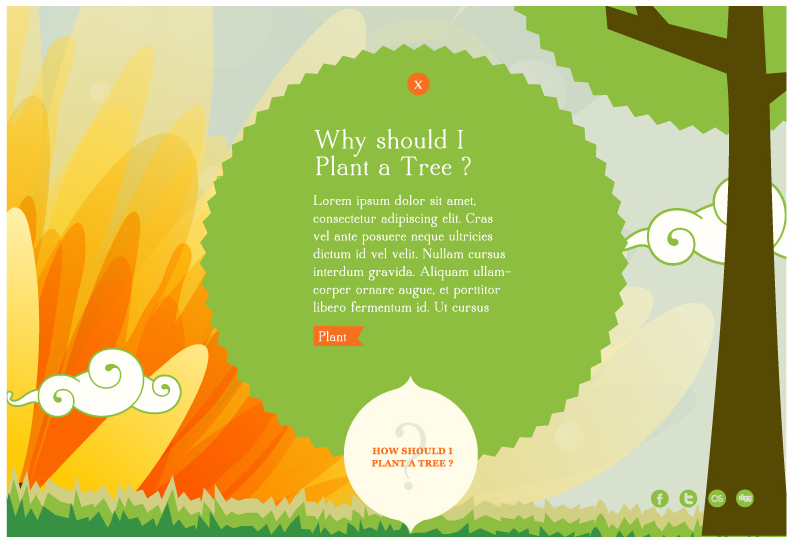 x
Why should I
Plant a Tree ?
Lorem ipsum dolor sit amet,
consectetur adipiscing elit. Cras
vel ante posuere neque ultricies
dictum id vel velit. Nullam cursus
interdum gravida. Aliquam ullam-
corper ornare augue, et porttitor
libero fermentum id. Ut cursus
Plant
?
HOW SHOULD I
PLANT A TREE ?
f t os digg